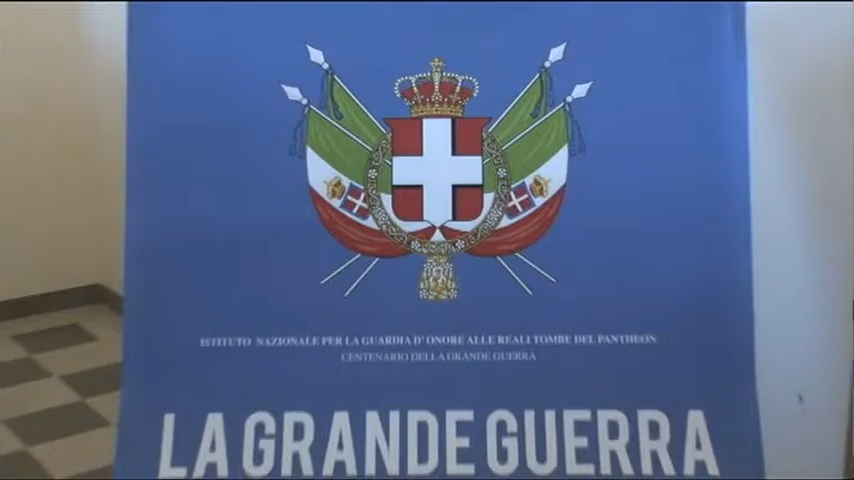 ISTITUTO NAZIONALE PER LA GUARDIA D' ONORE ALLE REALI TOMBE DEL PANTHEON
CENTENARIO DELLA GRANDE GUERRA
LA GRANDE GUERRA